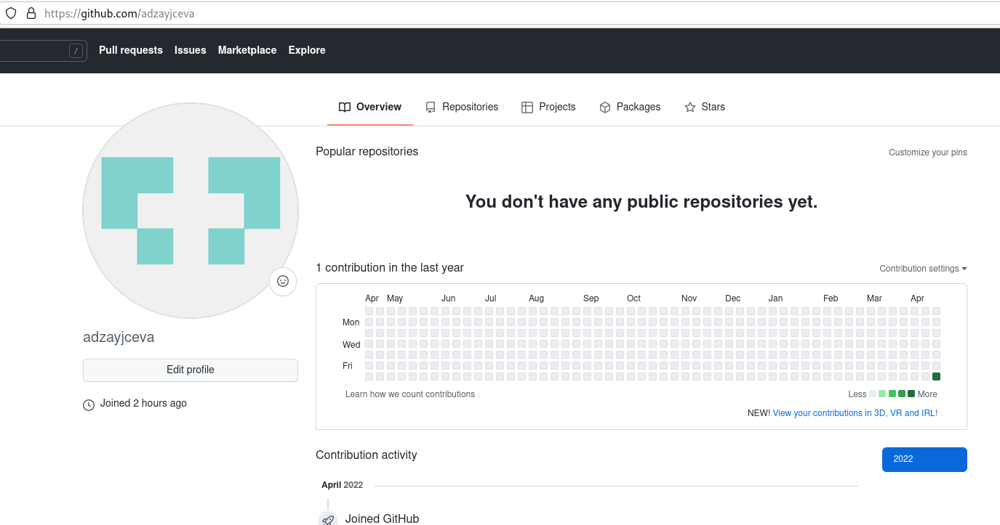 https://github.com/adzayjceva
/ Pull requests Issues Marketplace Explore
Overview Repositories Projects Packages Stars
Popular repositories Customize your pins
You don't have any public repositories yet.
1 contribution in the last year Contribution settings
Apr May Jun Jul Aug Sep Oct Nov Dec Jan Feb Mar Apr
Mon
Wed
Fri
Learn how we count contributions Less More
NEW! View your contributions in 3D, VR and IRL!
adzayjceva
Edit profile
Joined 2 hours ago
Contribution activity 2022
April 2022
Joined GitHub